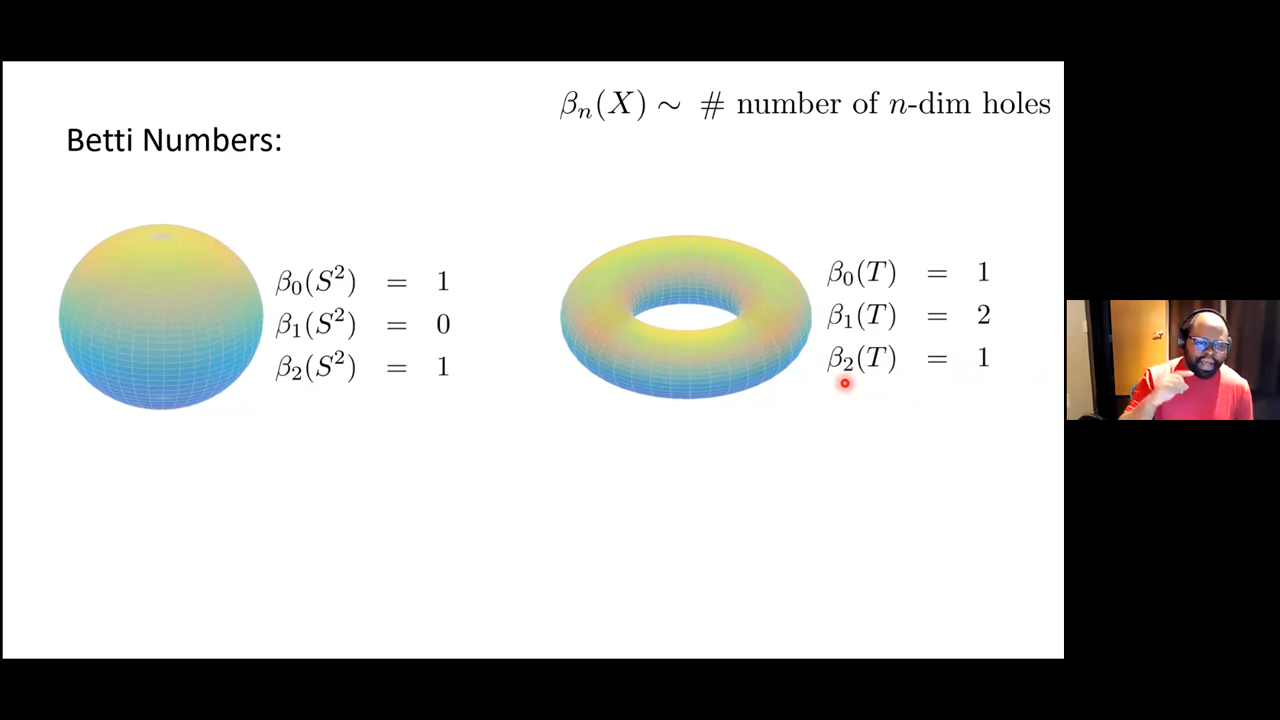 βₙ(X) ∼ # number of n-dim holes
Betti Numbers:
β₀(S²) = 1
β₁(S²) = 0
β₂(S²) = 1
β₀(T) = 1
β₁(T) = 2
β₂(T) = 1